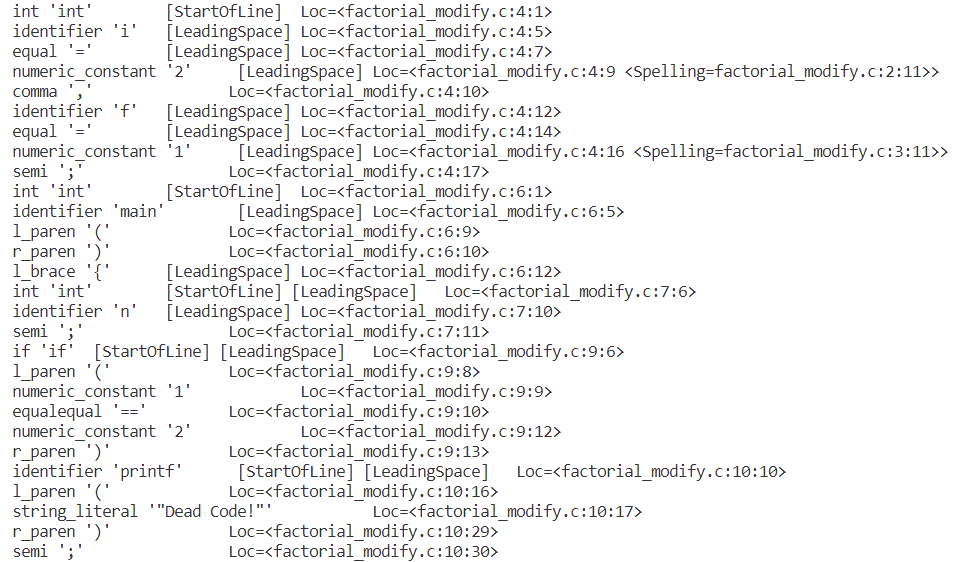 int 'int'	 [StartOfLine]	Loc=<factorial_modify.c:4:1>
identifier 'i'	 [LeadingSpace]	Loc=<factorial_modify.c:4:5>
equal '='	 [LeadingSpace]	Loc=<factorial_modify.c:4:7>
numeric_constant '2'	 [LeadingSpace]	Loc=<factorial_modify.c:4:9 <Spelling=factorial_modify.c:2:11>>
comma ','		Loc=<factorial_modify.c:4:10>
identifier 'f'	 [LeadingSpace]	Loc=<factorial_modify.c:4:12>
equal '='	 [LeadingSpace]	Loc=<factorial_modify.c:4:14>
numeric_constant '1'	 [LeadingSpace]	Loc=<factorial_modify.c:4:16 <Spelling=factorial_modify.c:3:11>>
semi ';'		Loc=<factorial_modify.c:4:17>
int 'int'	 [StartOfLine]	Loc=<factorial_modify.c:6:1>
identifier 'main'	 [LeadingSpace]	Loc=<factorial_modify.c:6:5>
l_paren '('		Loc=<factorial_modify.c:6:9>
r_paren ')'		Loc=<factorial_modify.c:6:10>
l_brace '{'	 [LeadingSpace]	Loc=<factorial_modify.c:6:12>
int 'int'	 [StartOfLine] [LeadingSpace]	Loc=<factorial_modify.c:7:6>
identifier 'n'	 [LeadingSpace]	Loc=<factorial_modify.c:7:10>
semi ';'		Loc=<factorial_modify.c:7:11>
if 'if'	 [StartOfLine] [LeadingSpace]	Loc=<factorial_modify.c:9:6>
l_paren '('		Loc=<factorial_modify.c:9:8>
numeric_constant '1'		Loc=<factorial_modify.c:9:9>
equalequal '=='		Loc=<factorial_modify.c:9:10>
numeric_constant '2'		Loc=<factorial_modify.c:9:12>
r_paren ')'		Loc=<factorial_modify.c:9:13>
identifier 'printf'	 [StartOfLine] [LeadingSpace]	Loc=<factorial_modify.c:10:10>
l_paren '('		Loc=<factorial_modify.c:10:16>
string_literal '"Dead Code!"'		Loc=<factorial_modify.c:10:17>
r_paren ')'		Loc=<factorial_modify.c:10:29>
semi ';'		Loc=<factorial_modify.c:10:30>